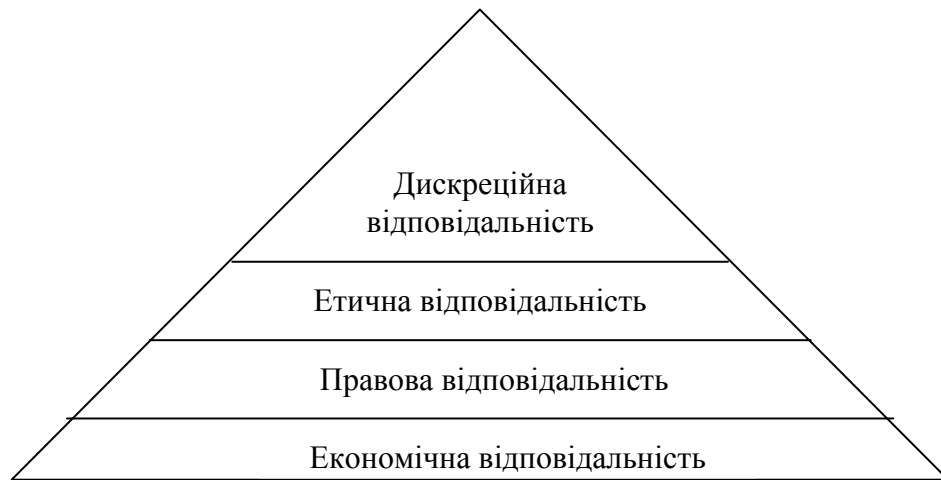 Дискреційна
відповідальність
Етична відповідальність
Правова відповідальність
Економічна відповідальність